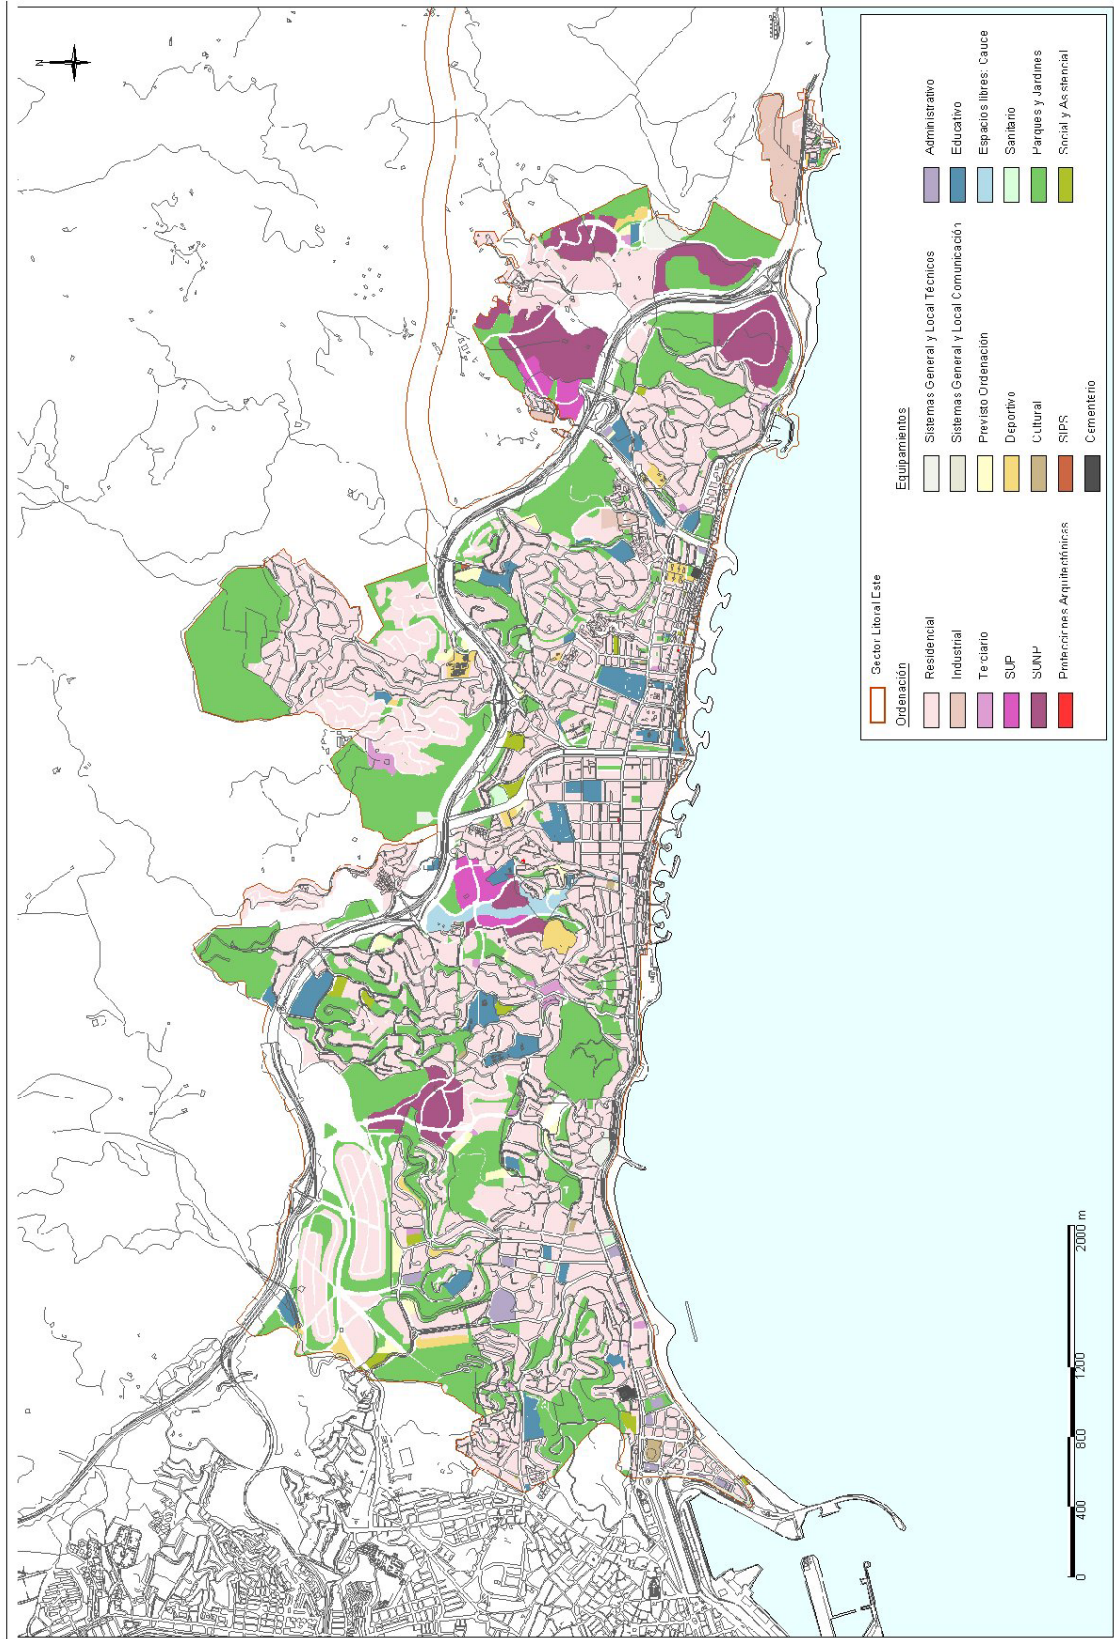 N
Sector Litoral Este
Ordenación
Residencial
Industrial
Terciario
SUP
SUNP
Protecciones Arquitectónicas
Equipamientos
Sistemas General y Local Técnicos
Sistemas General y Local Comunicación
Previsto Ordenación
Deportivo
Cultural
SIPS
Cementerio
Administrativo
Educativo
Espacios libres: Cauce
Sanitario
Parques y Jardines
Social y Asistencial
0 400 800 1200 2000 m